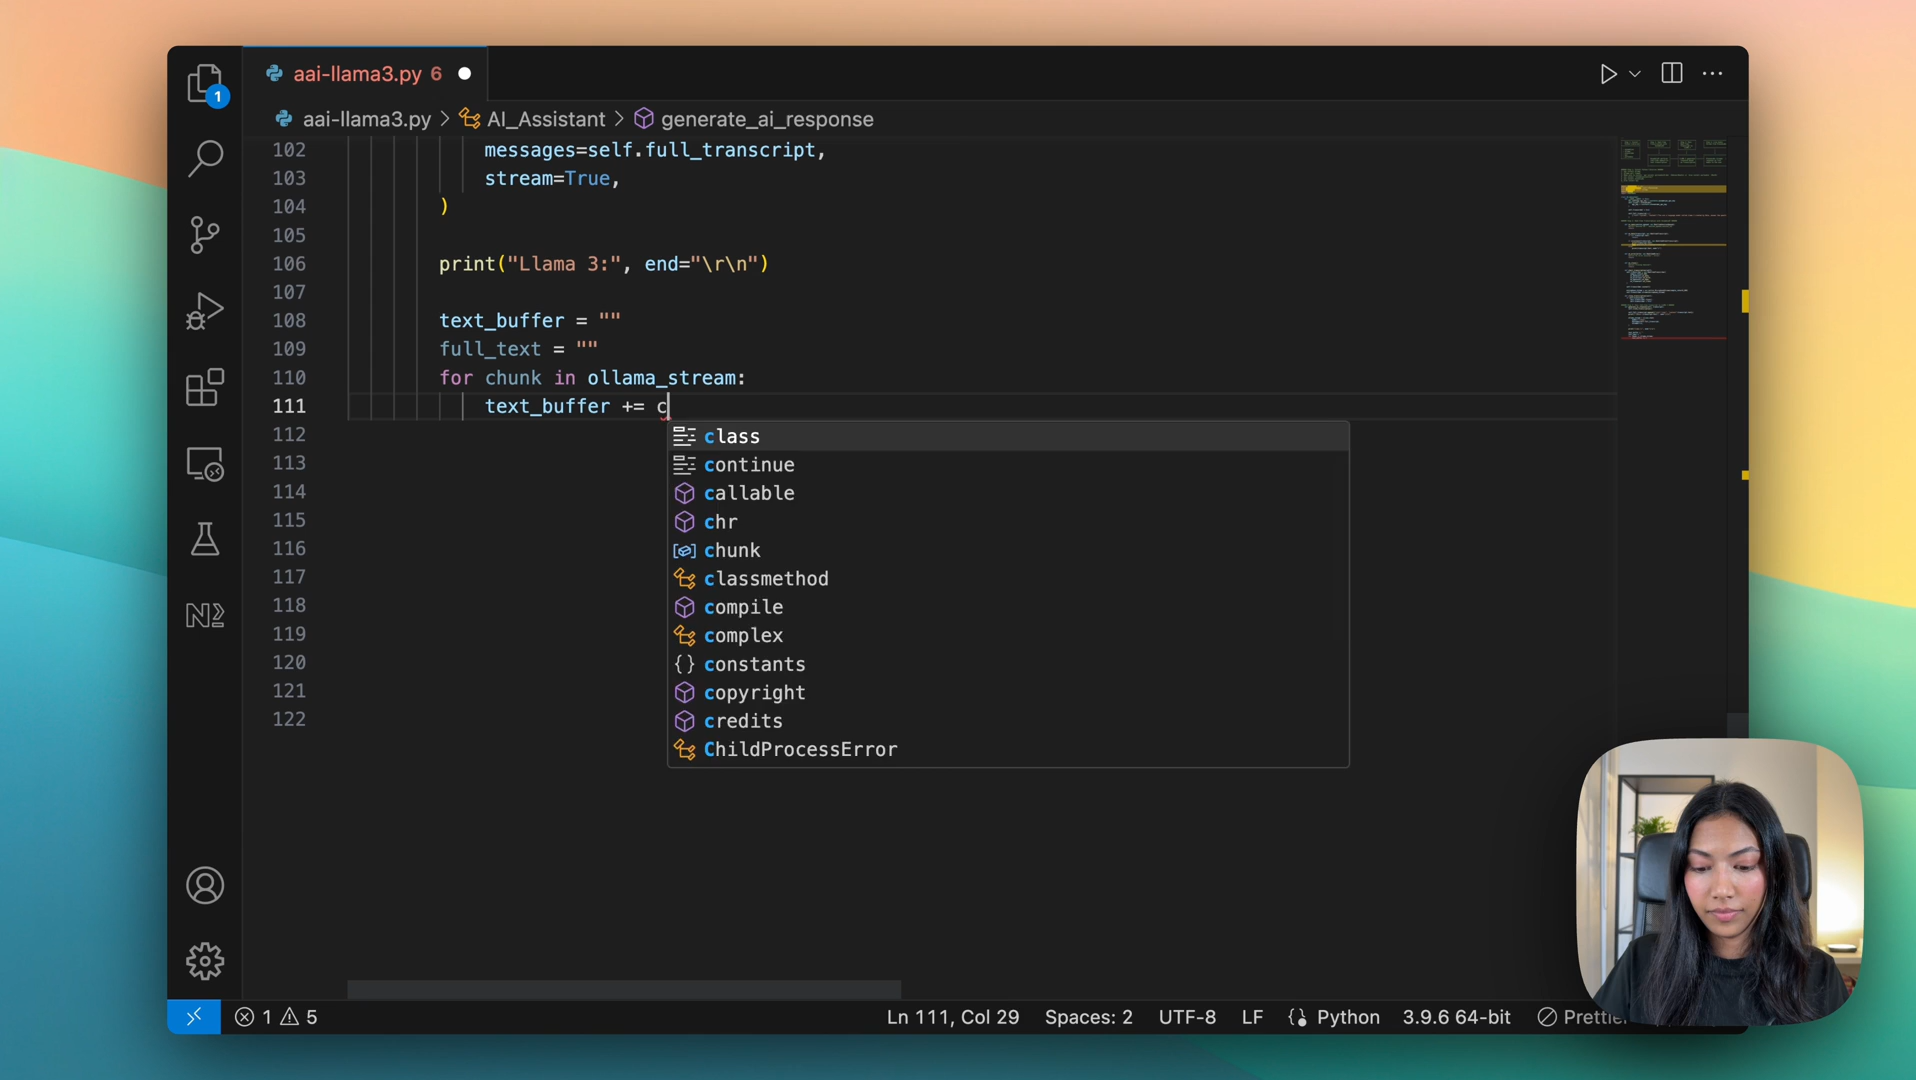 1
aai-llama3.py 6
aai-llama3.py > AI_Assistant > generate_ai_response
102 messages=self.full_transcript,
103 stream=True,
104 )
105
106 print("Llama 3:", end="\r\n")
107
108 text_buffer = ""
109 full_text = ""
110 for chunk in ollama_stream:
111 text_buffer += c
112
113
114
115
116
117
118
119
120
121
122
class
continue
callable
chr
chunk
classmethod
compile
complex
constants
copyright
credits
ChildProcessError
1 5 Ln 111, Col 29 Spaces: 2 UTF-8 LF Python 3.9.6 64-bit